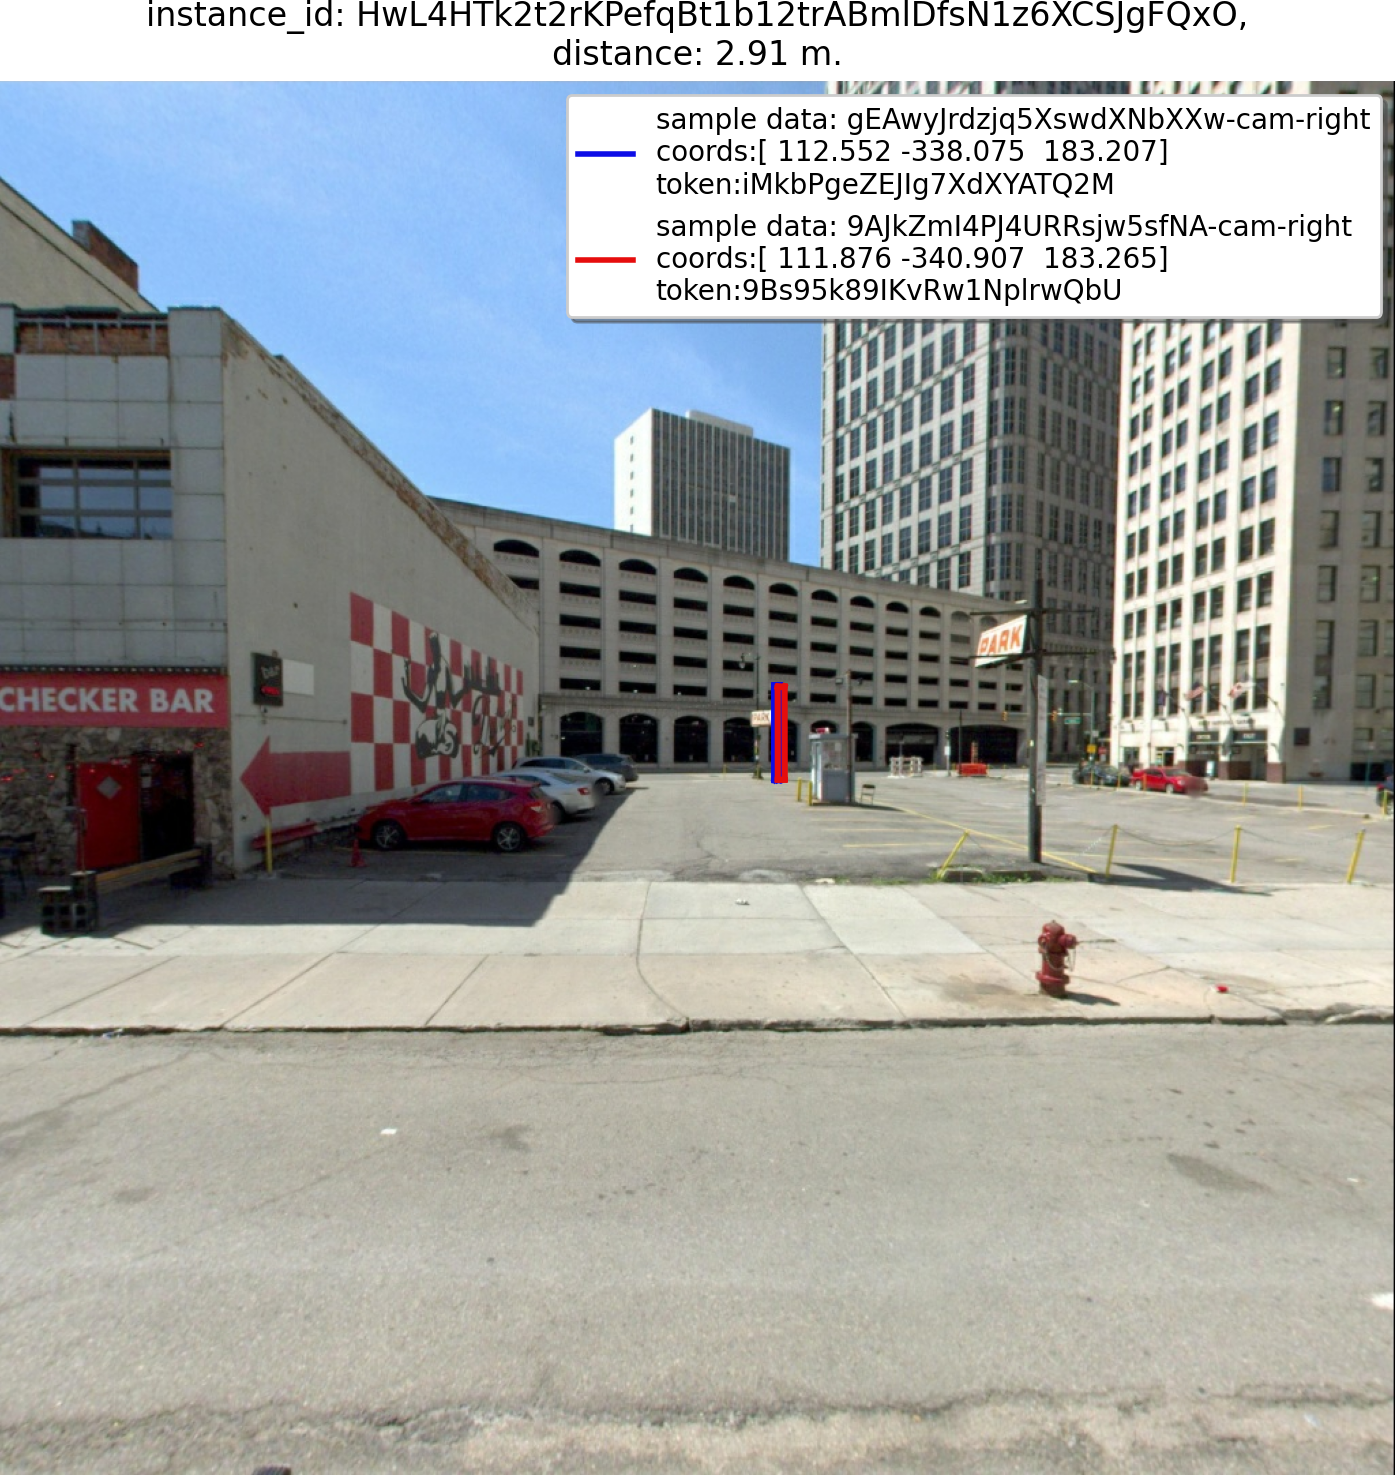 instance_id: HwL4HTk2t2rKPefqBt1b12trABmlDfsN1z6XCSJgFQxO,
distance: 2.91 m.
sample data: gEAwyJrdzjq5XswdXNbXXw-cam-right
coords:[ 112.552 -338.075  183.207]
token:iMkbPgeZEJIg7XdXYATQ2M
sample data: 9AJkZmI4PJ4URRsjw5sfNA-cam-right
coords:[ 111.876 -340.907  183.265]
token:9Bs95k89IKvRw1NplrwQbU
PARK
CHECKER BAR
PARK